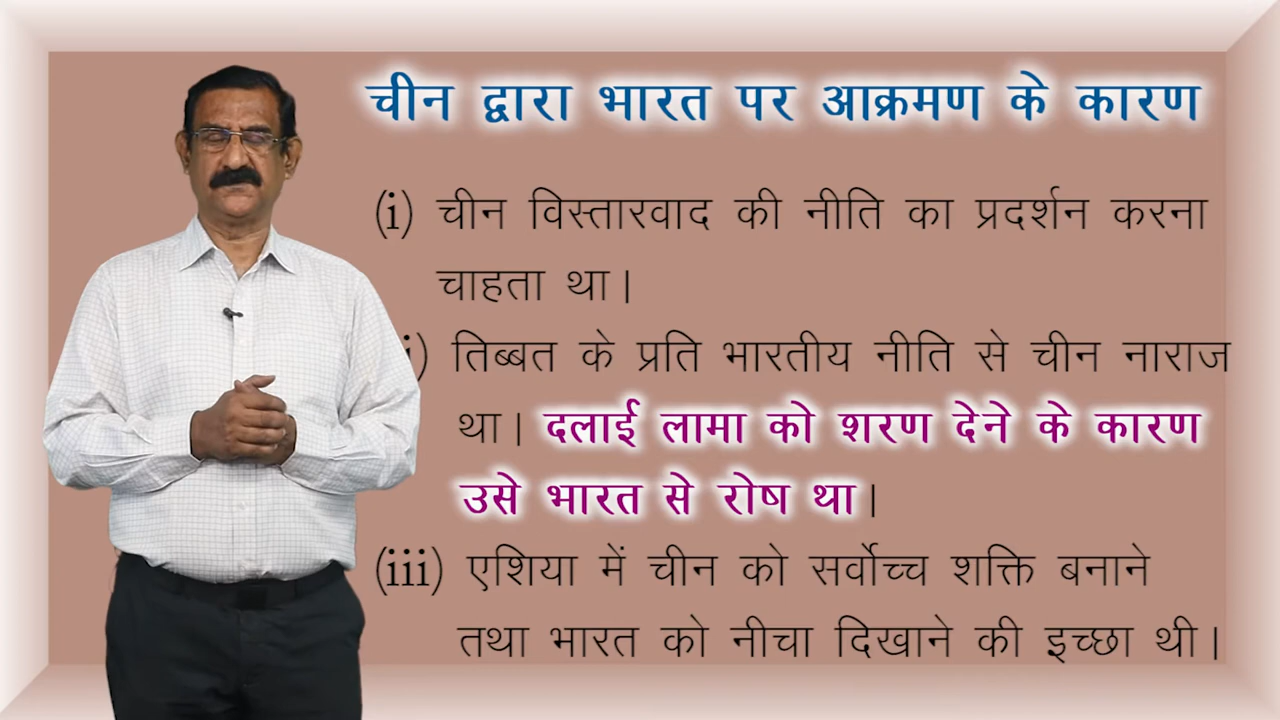 चीन द्वारा भारत पर आक्रमण के कारण
(i) चीन विस्तारवाद की नीति का प्रदर्शन करना
चाहता था।
i) तिब्बत के प्रति भारतीय नीति से चीन नाराज
था। दलाई लामा को शरण देने के कारण
उसे भारत से रोष था।
(iii) एशिया में चीन को सर्वोच्च शक्ति बनाने
तथा भारत को नीचा दिखाने की इच्छा थी।